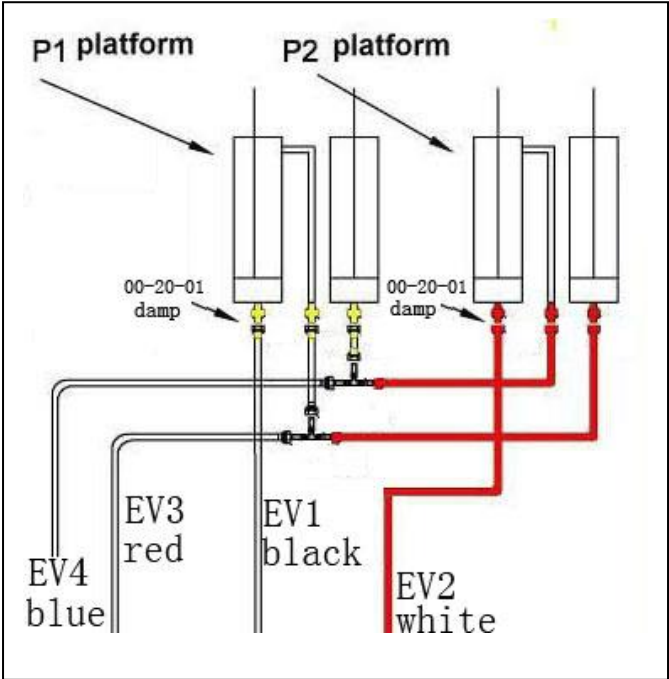 P1 platform
P2 platform
00-20-01
damp
00-20-01
damp
EV3
red
EV1
black
EV4
blue
EV2
white